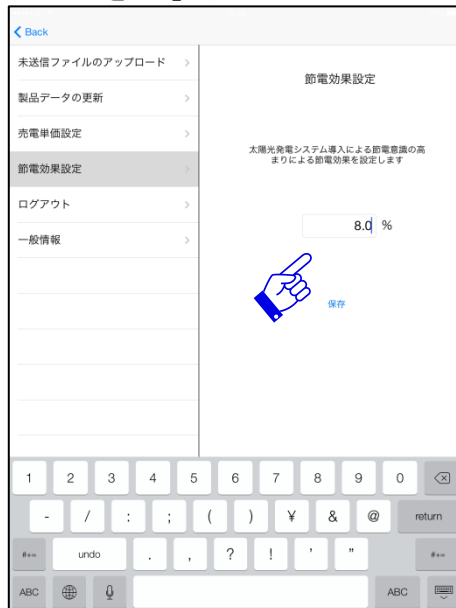 Back
未送信ファイルのアップロード
製品データの更新
売電単価設定
節電効果設定
ログアウト
一般情報
節電効果設定
太陽光発電システム導入による節電意識の高
まりによる節電効果を設定します
8.0 %
保存
1 2 3 4 5 6 7 8 9 0
- / : ; ( ) ¥ & @ return
#+= undo . , ? ! ' " #+=
ABC ABC